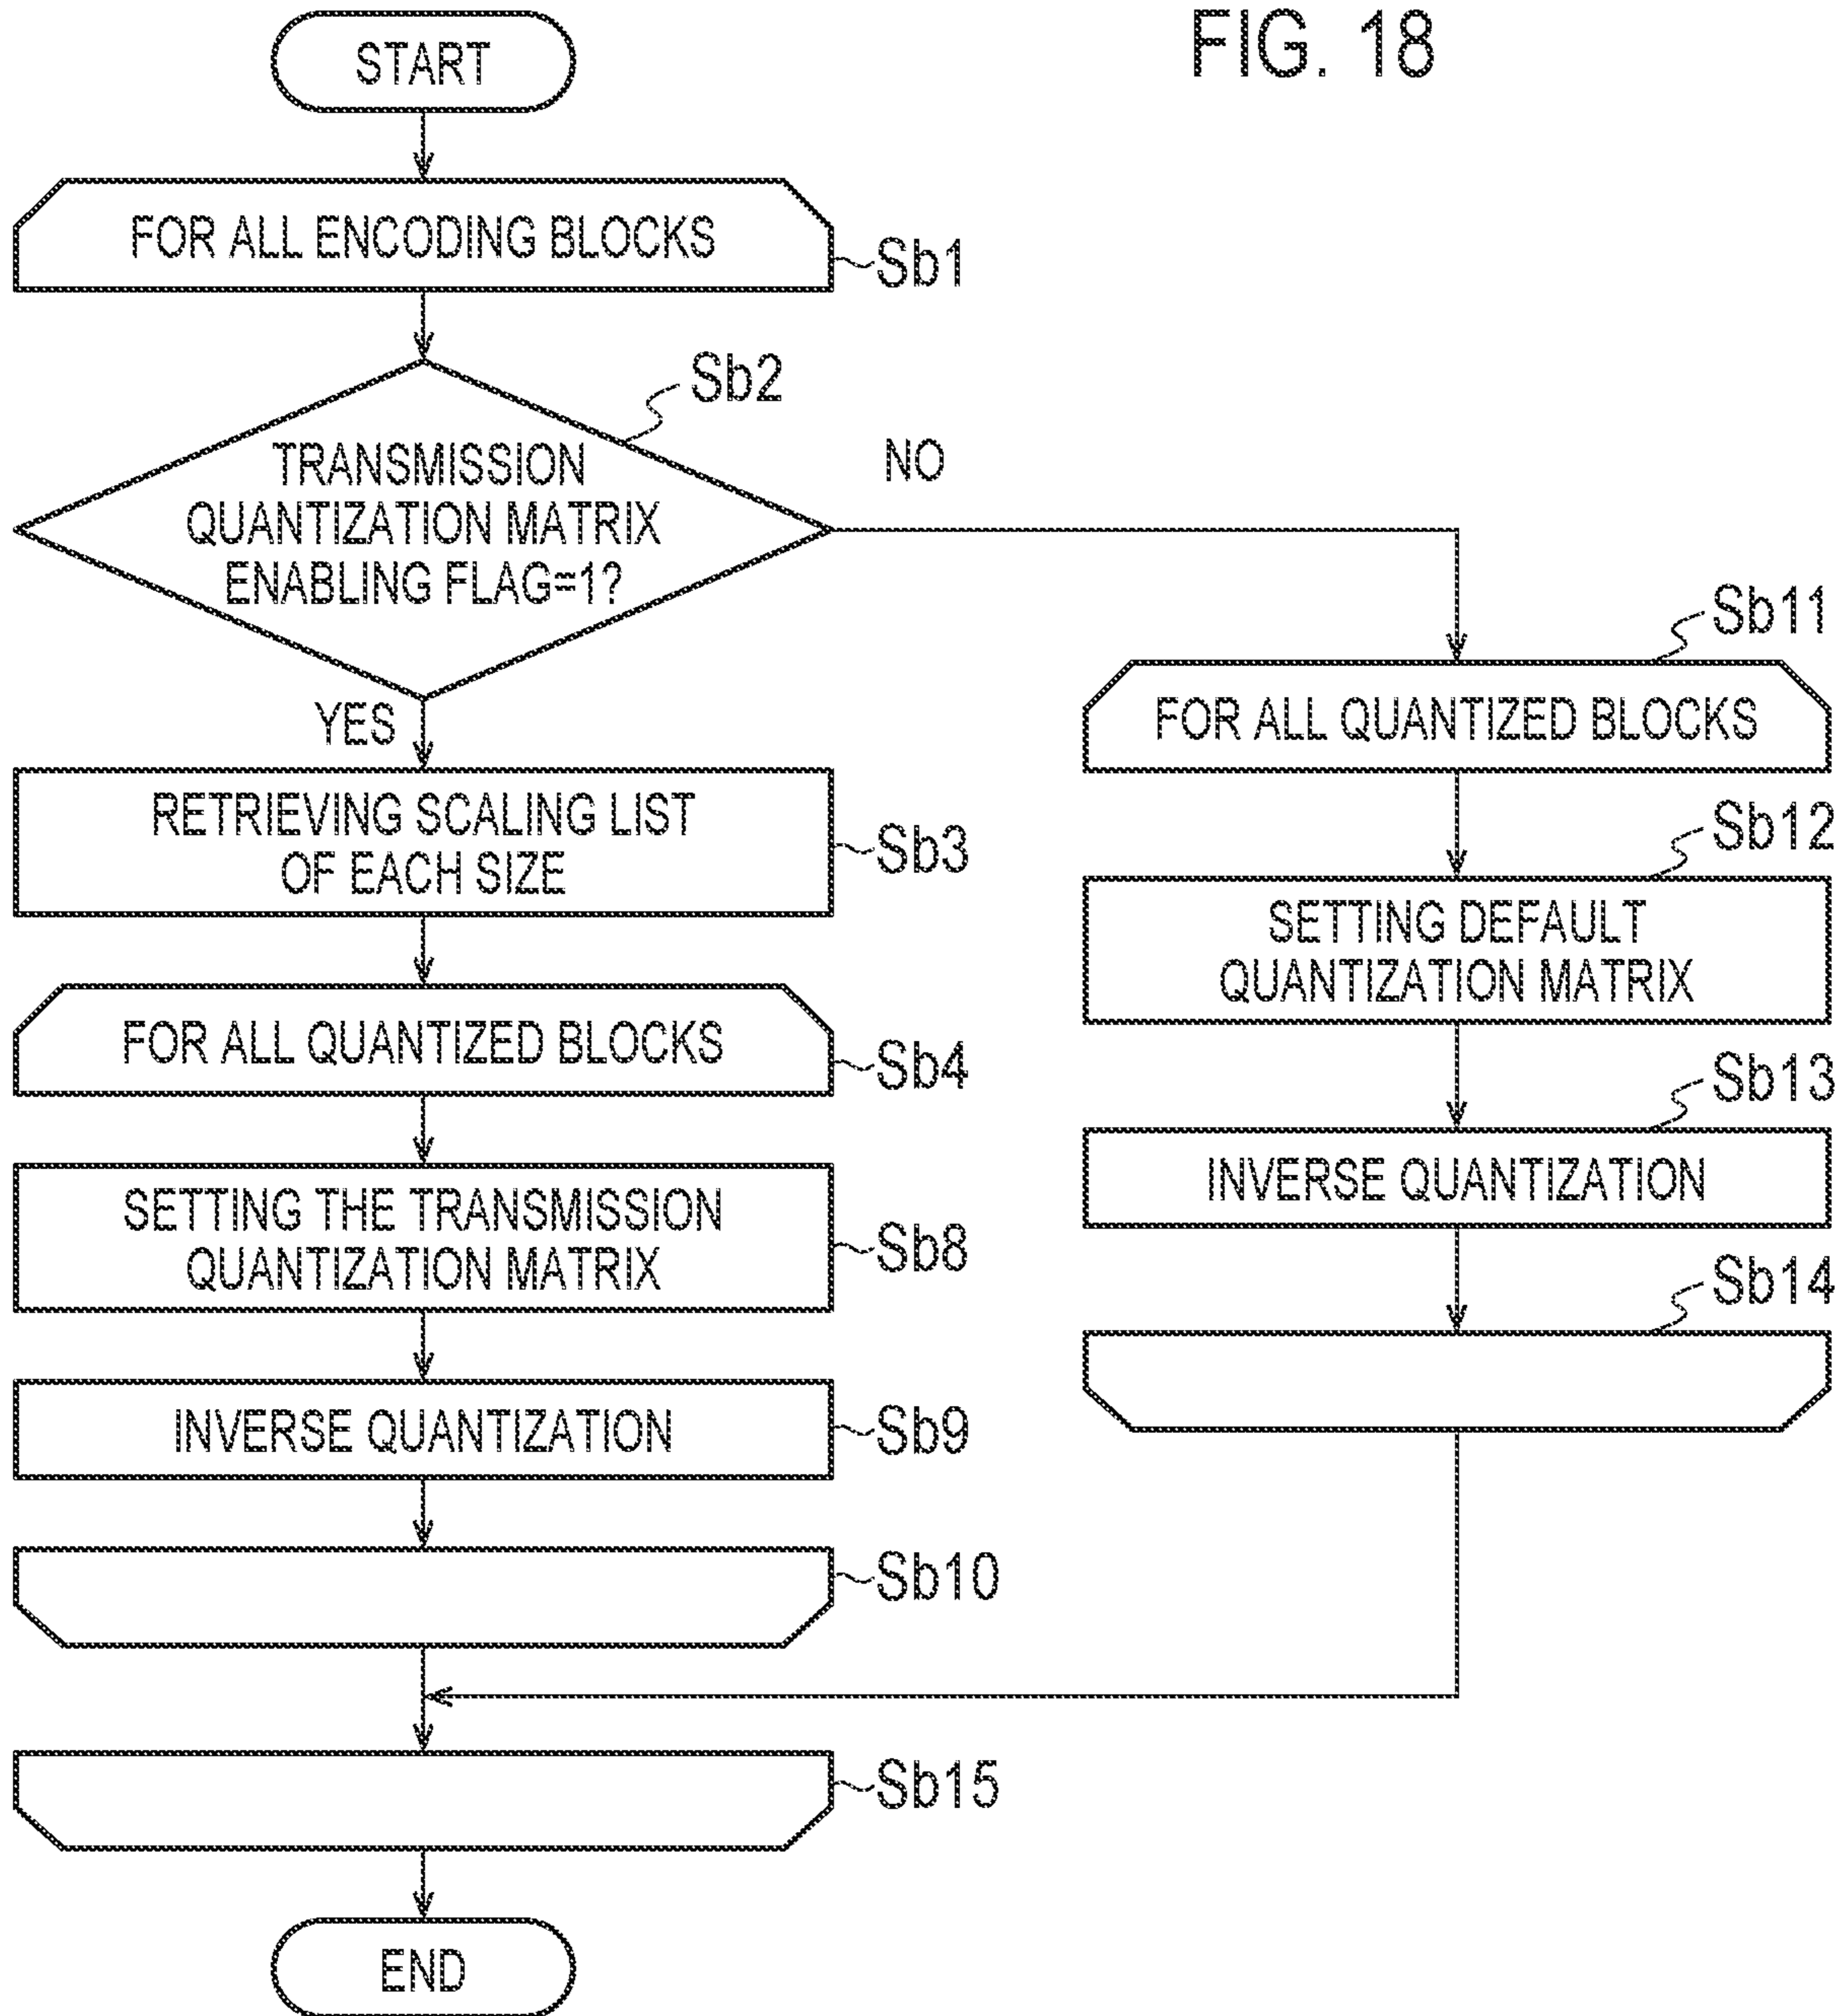 FIG. 18
START
FOR ALL ENCODING BLOCKS
Sb1
Sb2
TRANSMISSION
QUANTIZATION MATRIX
ENABLING FLAG=1?
NO
YES
RETRIEVING SCALING LIST
OF EACH SIZE
Sb3
FOR ALL QUANTIZED BLOCKS
Sb4
SETTING THE TRANSMISSION
QUANTIZATION MATRIX
Sb8
INVERSE QUANTIZATION
Sb9
Sb10
Sb11
FOR ALL QUANTIZED BLOCKS
Sb12
SETTING DEFAULT
QUANTIZATION MATRIX
Sb13
INVERSE QUANTIZATION
Sb14
Sb15
END